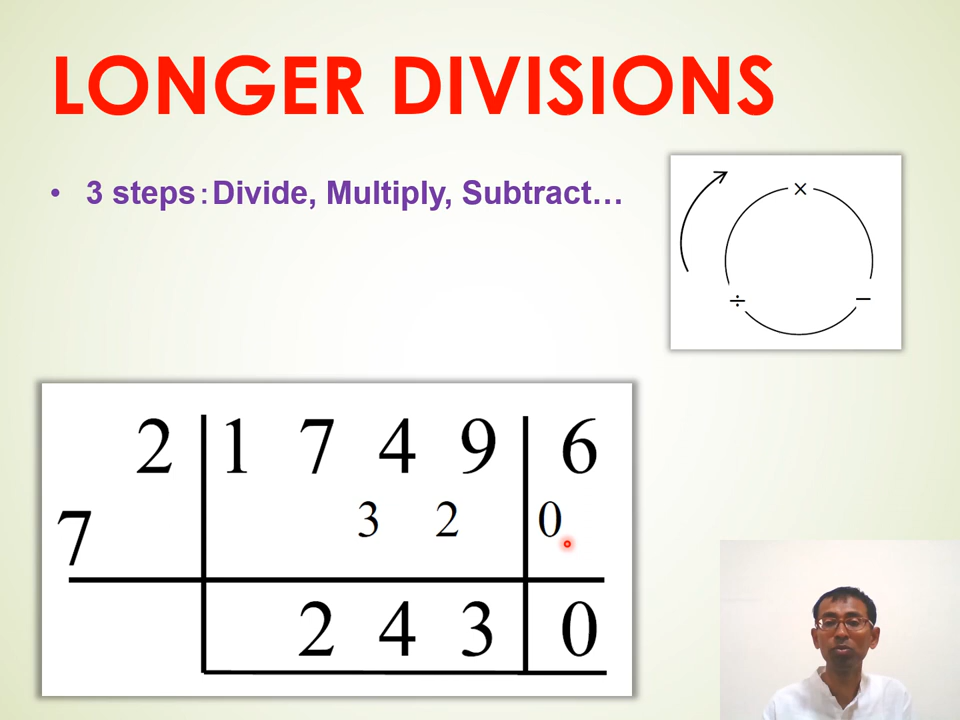 LONGER DIVISIONS
• 3 steps : Divide, Multiply, Subtract…
×
÷ −
2 1 7 4 9 6
7 3 2 0
2 4 3 0